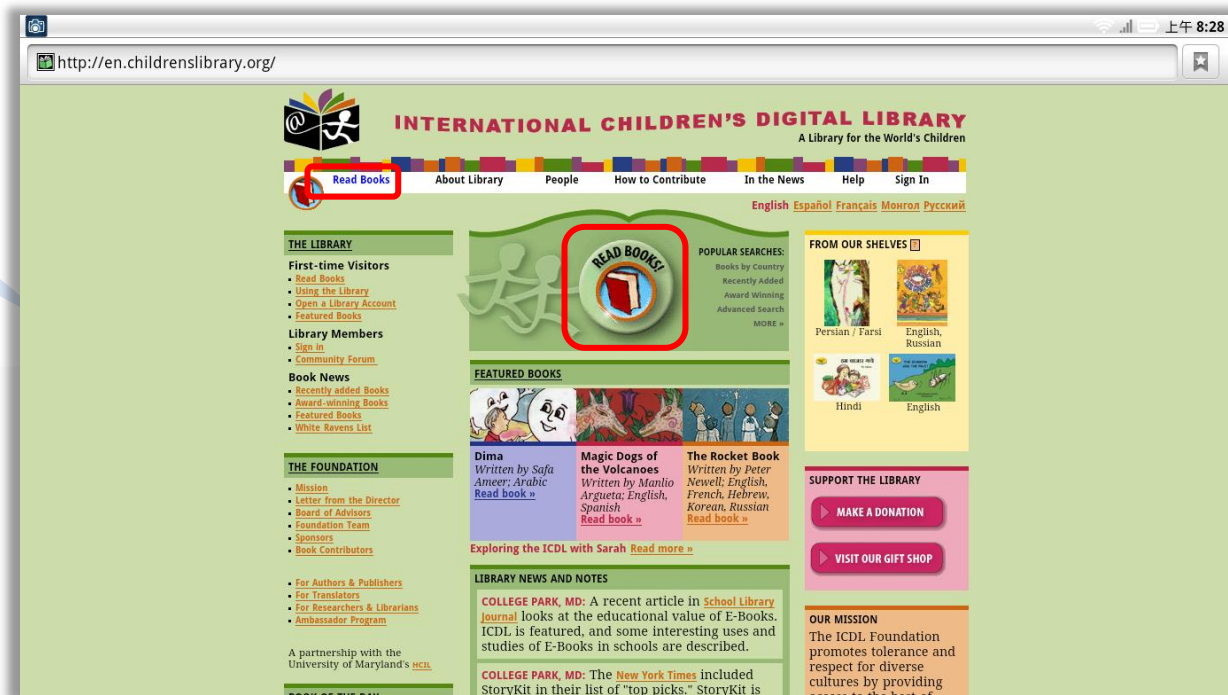 上午 8:28
http://en.childrenslibrary.org/
INTERNATIONAL CHILDREN'S DIGITAL LIBRARY
A Library for the World's Children
Read Books About Library People How to Contribute In the News Help Sign In
English Español Français Монгол Русский
THE LIBRARY
First-time Visitors
Read Books
Using the Library
Open a Library Account
Featured Books
Library Members
Sign in
Community Forum
Book News
Recently added Books
Award-winning Books
Featured Books
White Ravens List
THE FOUNDATION
Mission
Letter from the Director
Board of Advisors
Foundation Team
Sponsors
Book Contributors
For Authors & Publishers
For Translators
For Researchers & Librarians
Ambassador Program
A partnership with the
University of Maryland's HCIL
READ BOOKS!
POPULAR SEARCHES:
Books by Country
Recently Added
Award Winning
Advanced Search
MORE »
FEATURED BOOKS
Dima
Written by Safa
Ameer; Arabic
Read book »
Magic Dogs of
the Volcanoes
Written by Manlio
Argueta; English,
Spanish
Read book »
The Rocket Book
Written by Peter
Newell; English,
French, Hebrew,
Korean, Russian
Read book »
Exploring the ICDL with Sarah Read more »
LIBRARY NEWS AND NOTES
COLLEGE PARK, MD: A recent article in School Library
Journal looks at the educational value of E-Books.
ICDL is featured, and some interesting uses and
studies of E-Books in schools are described.
COLLEGE PARK, MD: The New York Times included
StoryKit in their list of "top picks." StoryKit is
FROM OUR SHELVES
Persian / Farsi
English,
Russian
Hindi
English
SUPPORT THE LIBRARY
MAKE A DONATION
VISIT OUR GIFT SHOP
OUR MISSION
The ICDL Foundation
promotes tolerance and
respect for diverse
cultures by providing